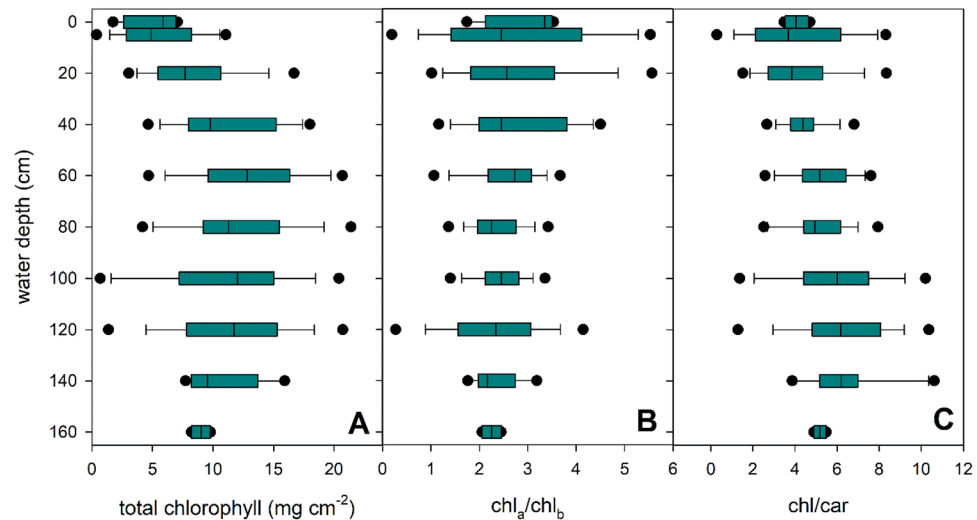 0
20
40
60
80
100
120
140
160
water depth (cm)
A
B
C
0 5 10 15 20
1 2 3 4 5 6
0 2 4 6 8 10 12
total chlorophyll (mg cm-2)
chla/chlb
chl/car